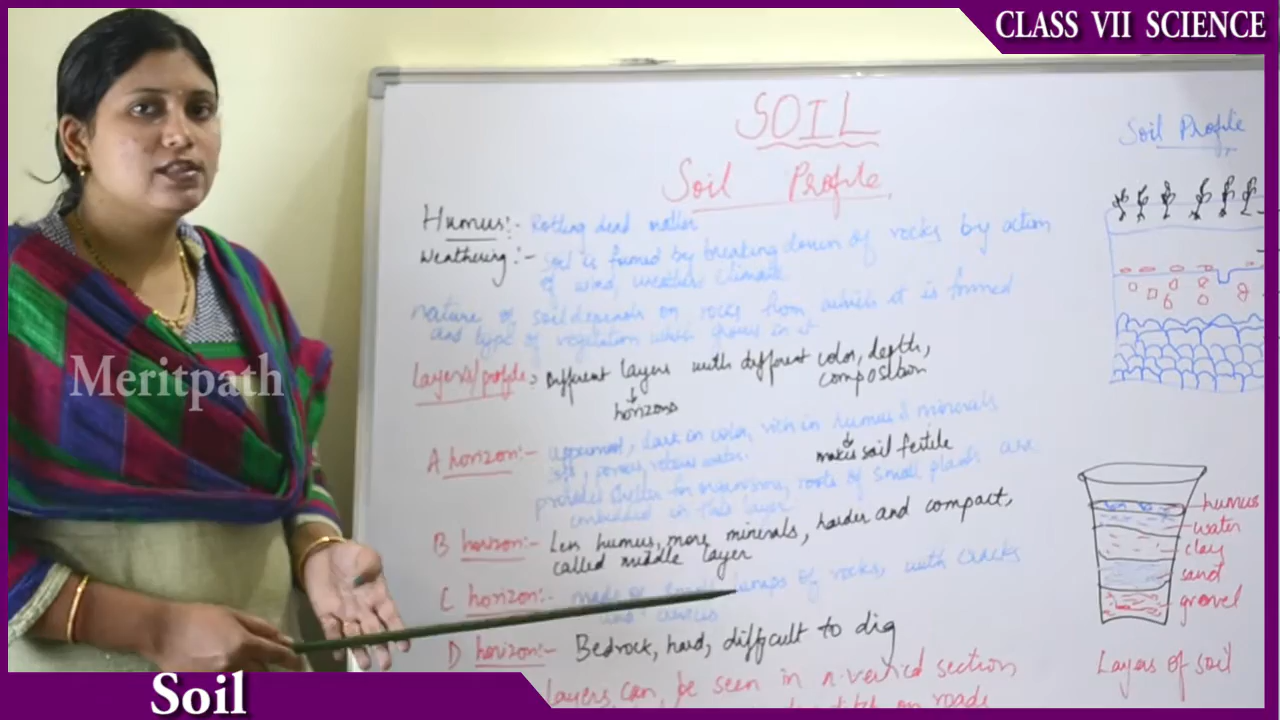 CLASS VII SCIENCE
SOIL
Soil Profile
Humus:- Rotting dead matter
Weathering:- Soil is formed by breaking down of rocks by action
of wind, weather climate
nature of soil depends on rocks from which it is formed
and type of vegetation which grows in it
Layers/profile → Different layers with different color, depth,
composition
↓
horizons
A horizon:- uppermost, dark in color, rich in humus & minerals
↓
makes soil fertile
soft, porous, retains water.
provides shelter for organisms, roots of small plants are
embedded in this layer
B horizon:- Less humus, more minerals, harder and compact,
called middle layer
C horizon:- made of small lumps of rocks, with cracks
and
D horizon:- Bedrock, hard, difficult to dig
layers can be seen in vertical section
on roads
Soil Profile
humus
water
clay
sand
gravel
Layers of soil
Meritpath
Soil